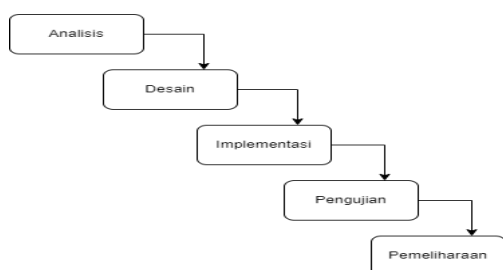 Analisis
Desain
Implementasi
Pengujian
Pemeliharaan